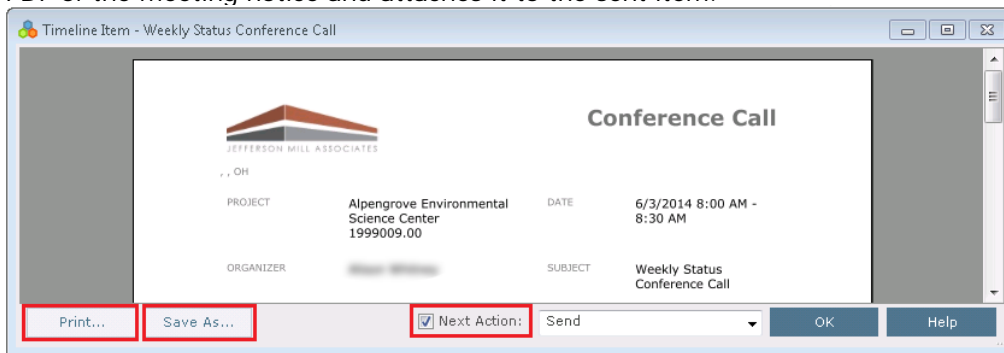 PDF of the meeting notice and attaches it to the sent item.
Timeline Item - Weekly Status Conference Call
Conference Call
JEFFERSON MILL ASSOCIATES
, , OH
PROJECT Alpengrove Environmental DATE 6/3/2014 8:00 AM -
Science Center 8:30 AM
1999009.00
ORGANIZER SUBJECT Weekly Status
Conference Call
Print... Save As... Next Action: Send OK Help